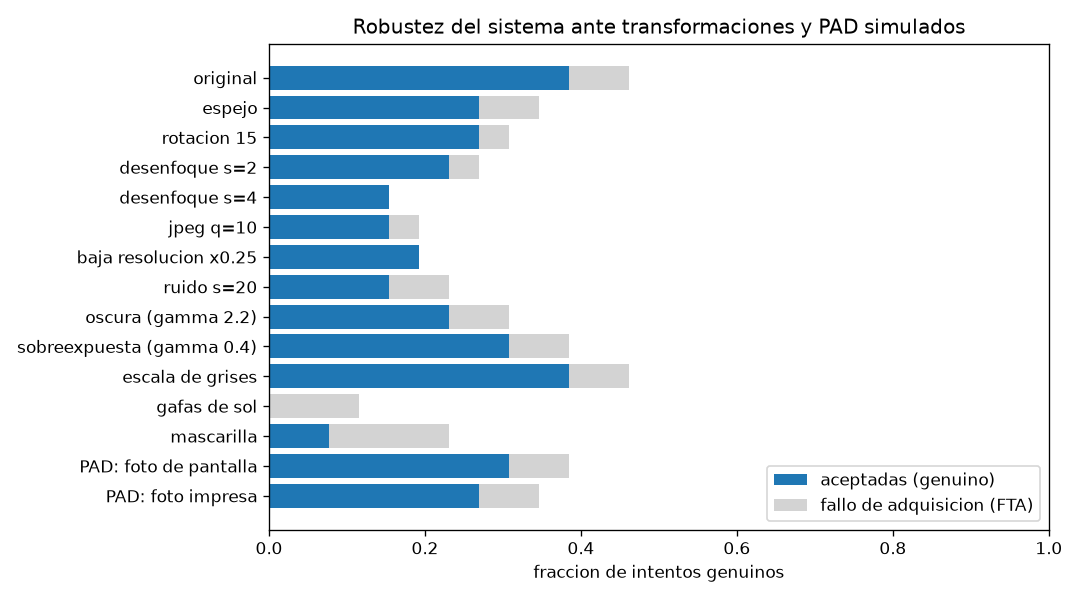 Robustez del sistema ante transformaciones y PAD simulados
original
espejo
rotacion 15
desenfoque s=2
desenfoque s=4
jpeg q=10
baja resolucion x0.25
ruido s=20
oscura (gamma 2.2)
sobreexpuesta (gamma 0.4)
escala de grises
gafas de sol
mascarilla
PAD: foto de pantalla
PAD: foto impresa
aceptadas (genuino)
fallo de adquisicion (FTA)
0.0 0.2 0.4 0.6 0.8 1.0
fraccion de intentos genuinos